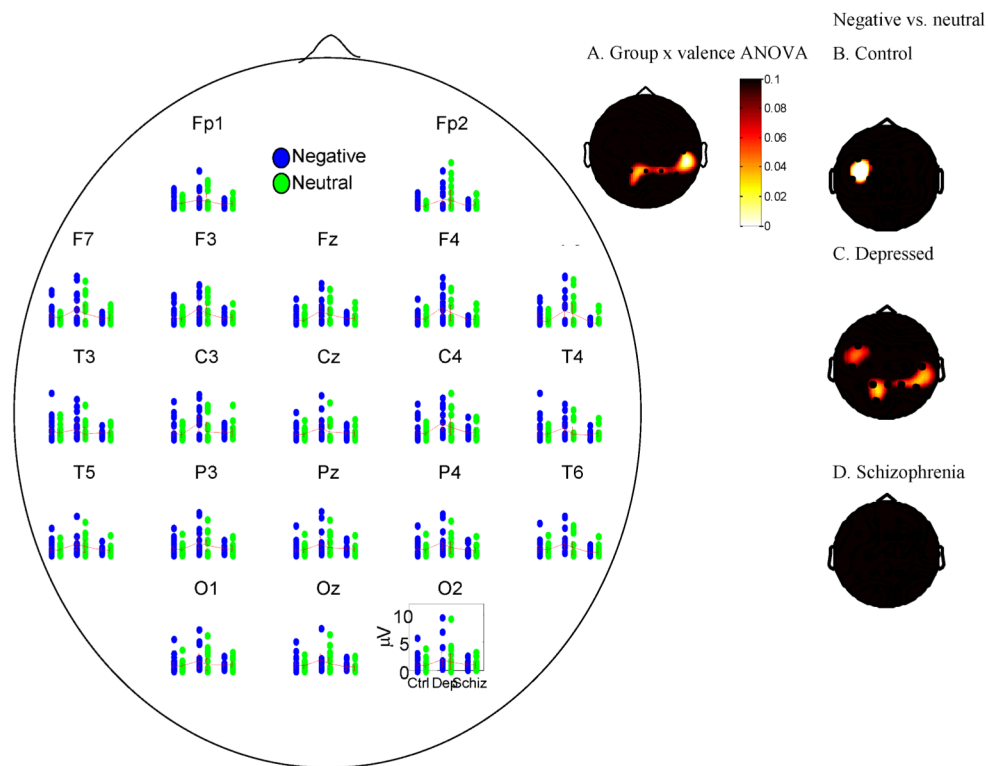 Negative vs. neutral
A. Group x valence ANOVA
B. Control
0.1
0.08
0.06
0.04
0.02
0
C. Depressed
D. Schizophrenia
Fp1
Fp2
Negative
Neutral
F7
F3
Fz
F4
T3
C3
Cz
C4
T4
T5
P3
Pz
P4
T6
O1
Oz
O2
10
5
0
µV
Ctrl
Dep
Schiz